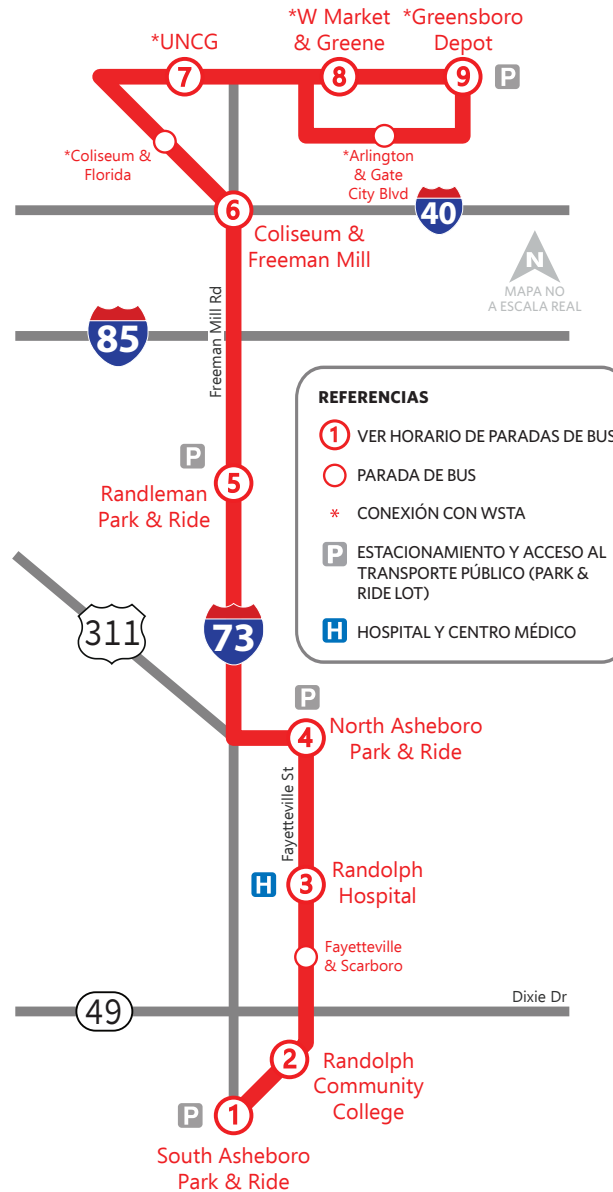 *UNCG
7
*W Market
& Greene
8
*Greensboro
Depot
9
P
*Coliseum &
Florida
*Arlington
& Gate
City Blvd
6
Coliseum &
Freeman Mill
40
N
MAPA NO
A ESCALA REAL
85
Freeman Mill Rd
P
5
Randleman
Park & Ride
REFERENCIAS
1 VER HORARIO DE PARADAS DE BUS
PARADA DE BUS
* CONEXIÓN CON WSTA
P ESTACIONAMIENTO Y ACCESO AL
TRANSPORTE PÚBLICO (PARK &
RIDE LOT)
H HOSPITAL Y CENTRO MÉDICO
311
73
P
4
North Asheboro
Park & Ride
Fayetteville St
H
3
Randolph
Hospital
Fayetteville
& Scarboro
49
Dixie Dr
2
Randolph
Community
College
P
1
South Asheboro
Park & Ride